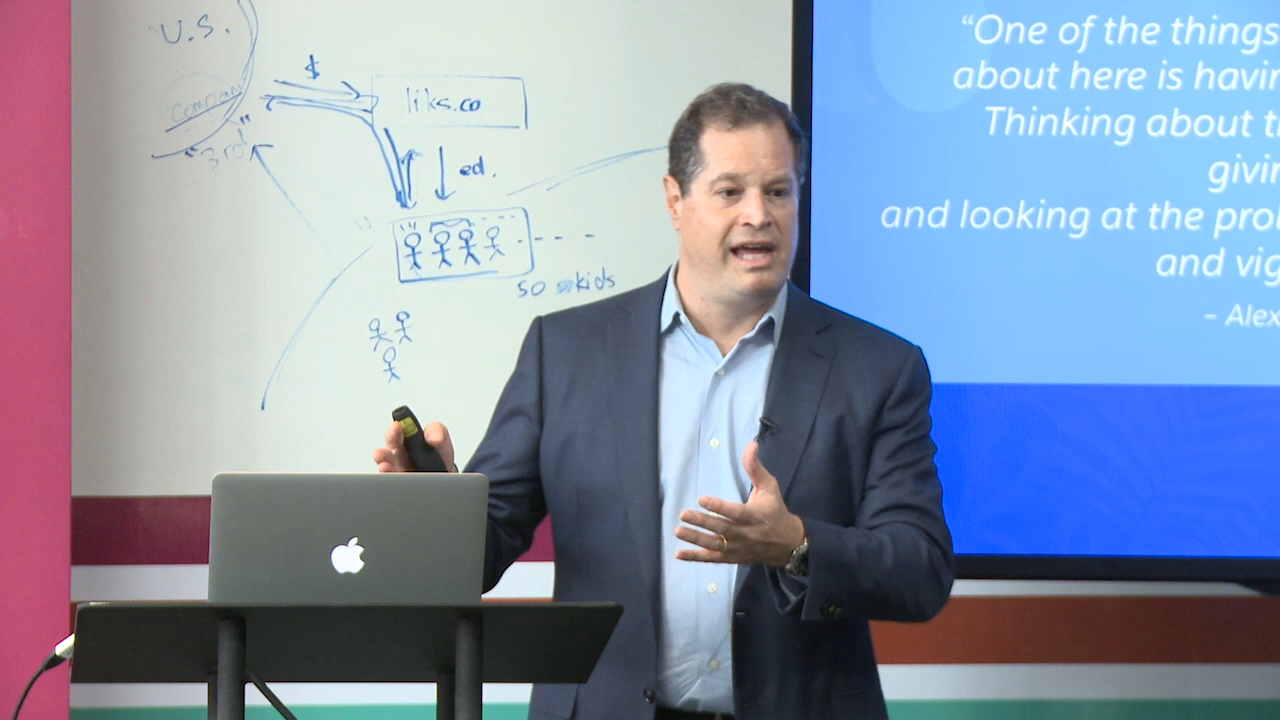 U.S.
$
company
liks.co
"3rd"
ed.
50 kids
“One of the things
about here is havin
Thinking about t
givin
and looking at the pro
and vig
– Alex